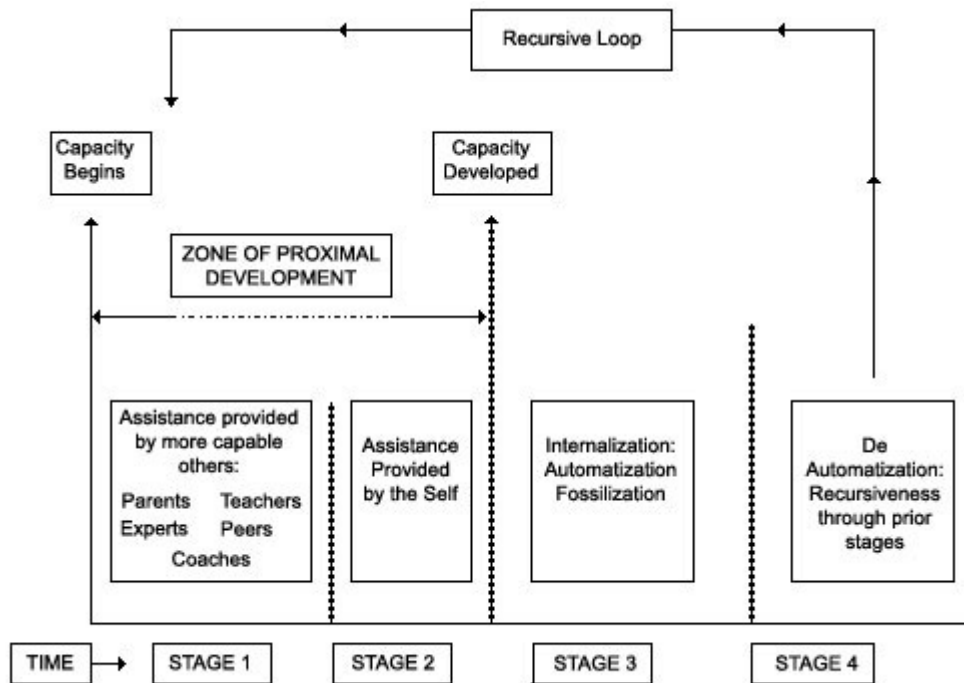 Recursive Loop
Capacity
Begins
Capacity
Developed
ZONE OF PROXIMAL
DEVELOPMENT
Assistance provided
by more capable
others:
Parents Teachers
Experts Peers
Coaches
Assistance
Provided
by the Self
Internalization:
Automatization
Fossilization
De
Automatization:
Recursiveness
through prior
stages
TIME
STAGE 1
STAGE 2
STAGE 3
STAGE 4